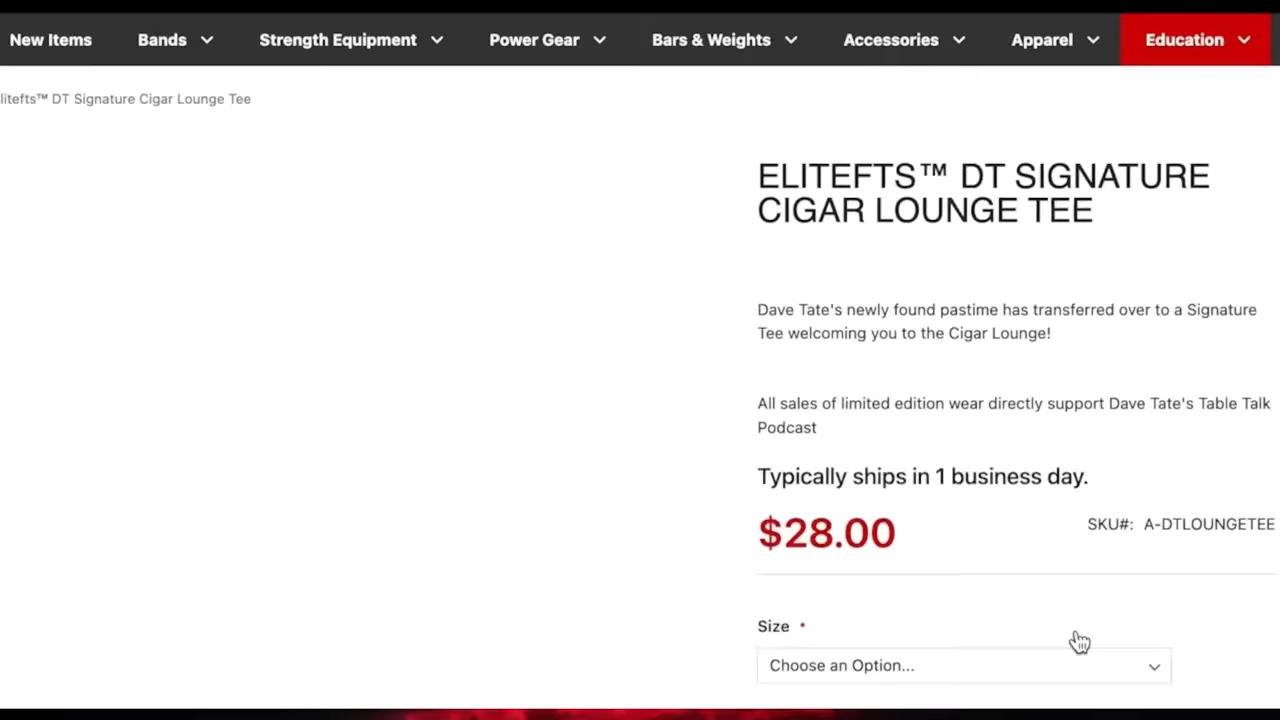 New Items Bands Strength Equipment Power Gear Bars & Weights Accessories Apparel Education
litefts™ DT Signature Cigar Lounge Tee
ELITEFTS™ DT SIGNATURE
CIGAR LOUNGE TEE
Dave Tate's newly found pastime has transferred over to a Signature
Tee welcoming you to the Cigar Lounge!
All sales of limited edition wear directly support Dave Tate's Table Talk
Podcast
Typically ships in 1 business day.
$28.00 SKU#: A-DTLOUNGETEE
Size *
Choose an Option...